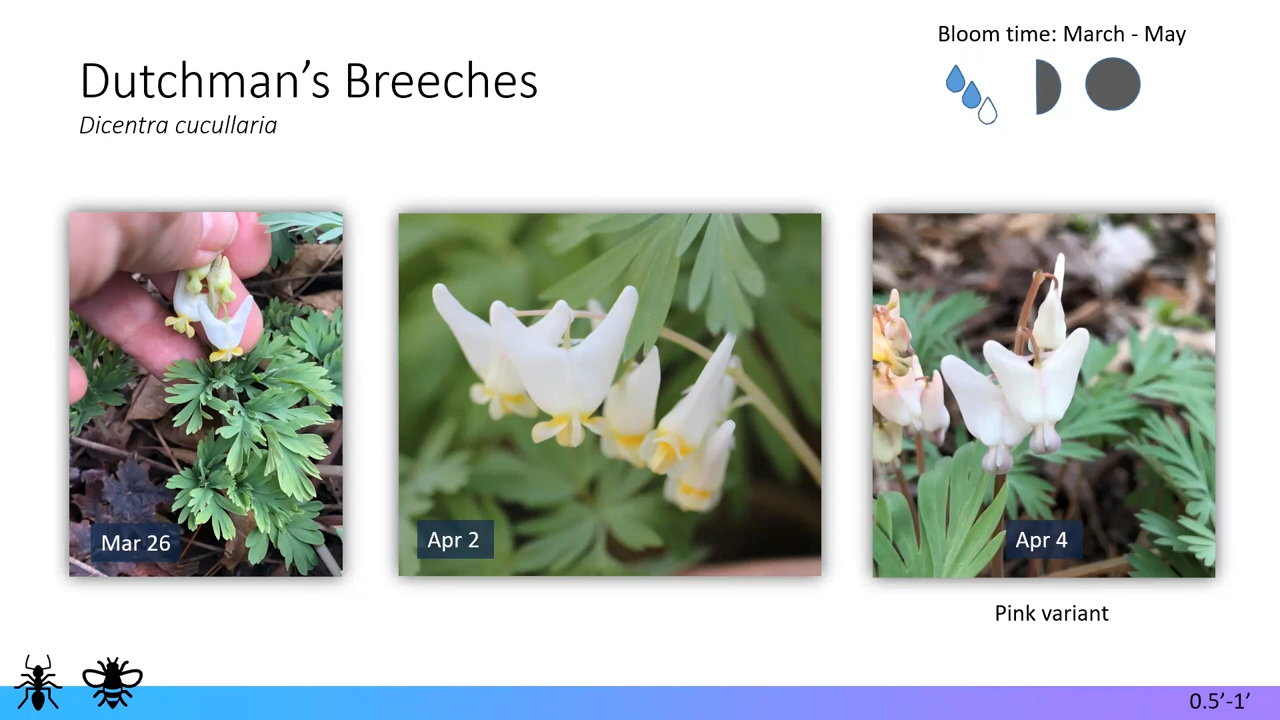 Bloom time: March - May
Dutchman’s Breeches
Dicentra cucullaria
Mar 26
Apr 2
Apr 4
Pink variant
0.5’-1’